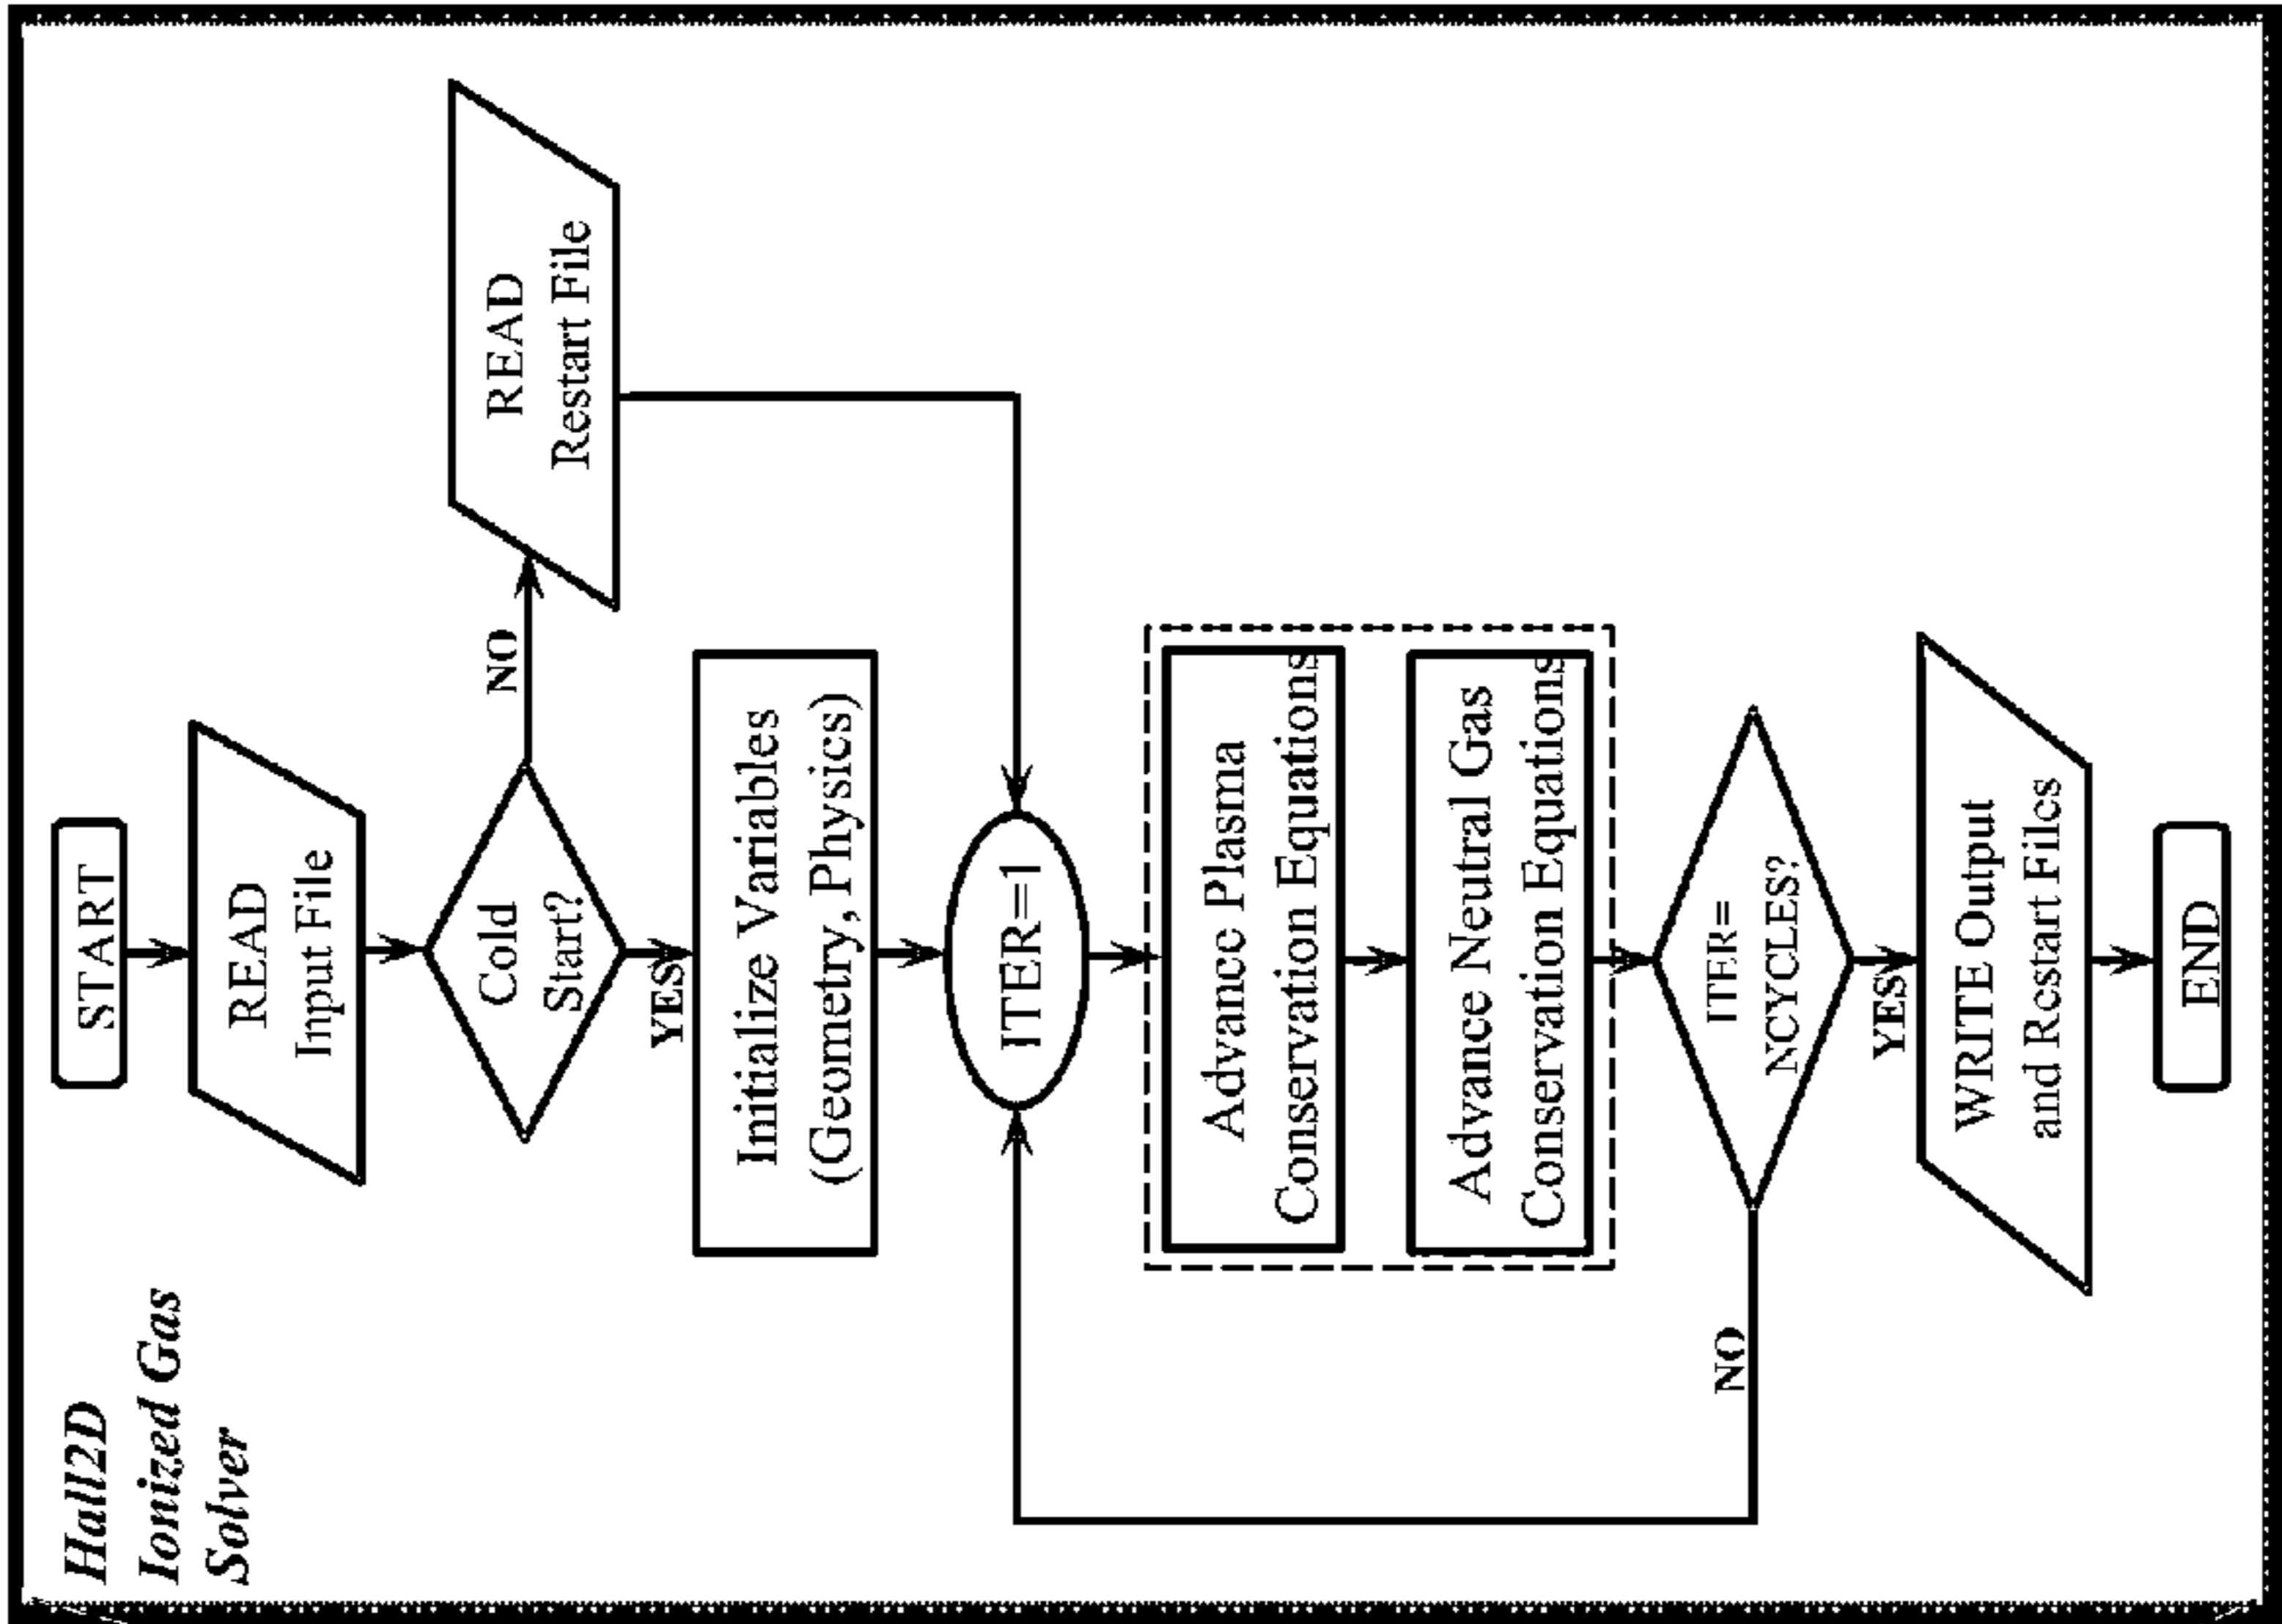 Hall2D
Ionized Gas
Solver
START
READ
Input File
Cold
Start?
NO
READ
Restart File
YES
Initialize Variables
(Geometry, Physics)
ITER=1
Advance Plasma
Conservation Equations
Advance Neutral Gas
Conservation Equations
ITER=
NCYCLES?
NO
YES
WRITE Output
and Restart Files
END